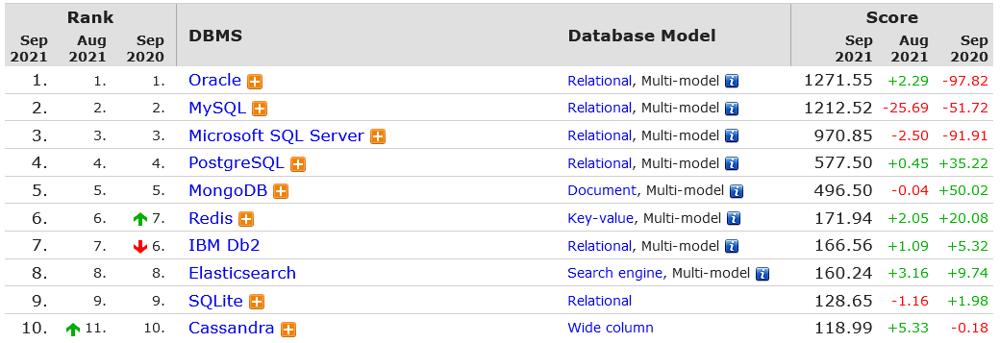 Rank Score
Sep 2021 Aug 2021 Sep 2020 DBMS Database Model Sep 2021 Aug 2021 Sep 2020
1. 1. 1. Oracle Relational, Multi-model 1271.55 +2.29 -97.82
2. 2. 2. MySQL Relational, Multi-model 1212.52 -25.69 -51.72
3. 3. 3. Microsoft SQL Server Relational, Multi-model 970.85 -2.50 -91.91
4. 4. 4. PostgreSQL Relational, Multi-model 577.50 +0.45 +35.22
5. 5. 5. MongoDB Document, Multi-model 496.50 -0.04 +50.02
6. 6. 7. Redis Key-value, Multi-model 171.94 +2.05 +20.08
7. 7. 6. IBM Db2 Relational, Multi-model 166.56 +1.09 +5.32
8. 8. 8. Elasticsearch Search engine, Multi-model 160.24 +3.16 +9.74
9. 9. 9. SQLite Relational 128.65 -1.16 +1.98
10. 11. 10. Cassandra Wide column 118.99 +5.33 -0.18